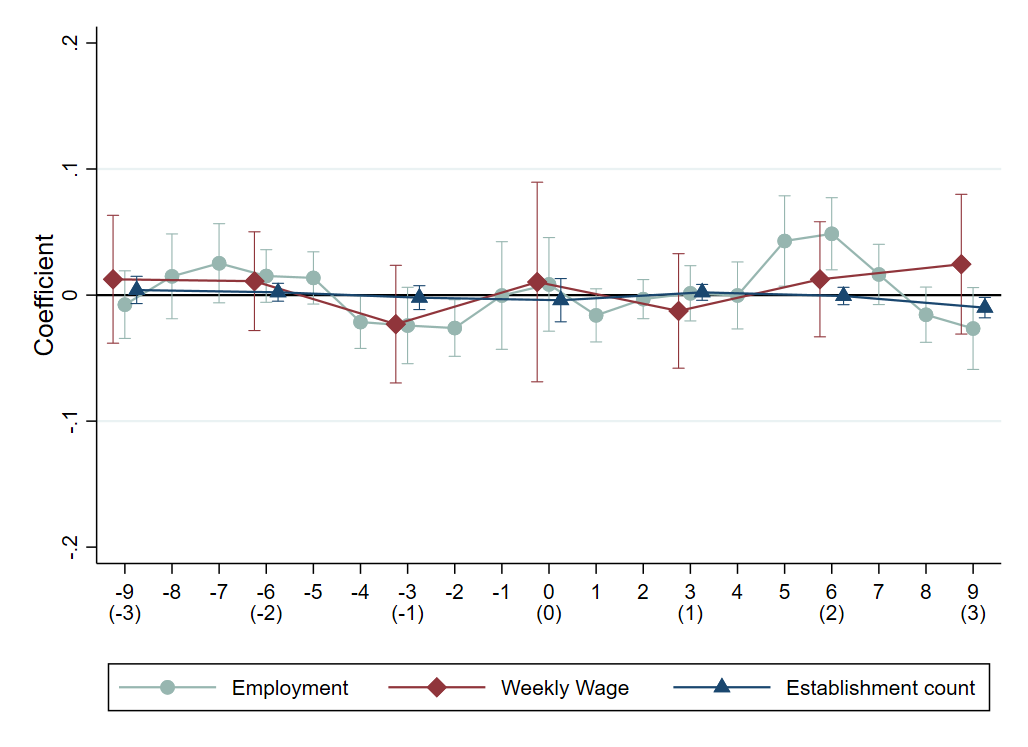 .2
.1
0
-.1
-.2
Coefficient
-9 -8 -7 -6 -5 -4 -3 -2 -1 0 1 2 3 4 5 6 7 8 9
(-3) (-2) (-1) (0) (1) (2) (3)
Employment Weekly Wage Establishment count